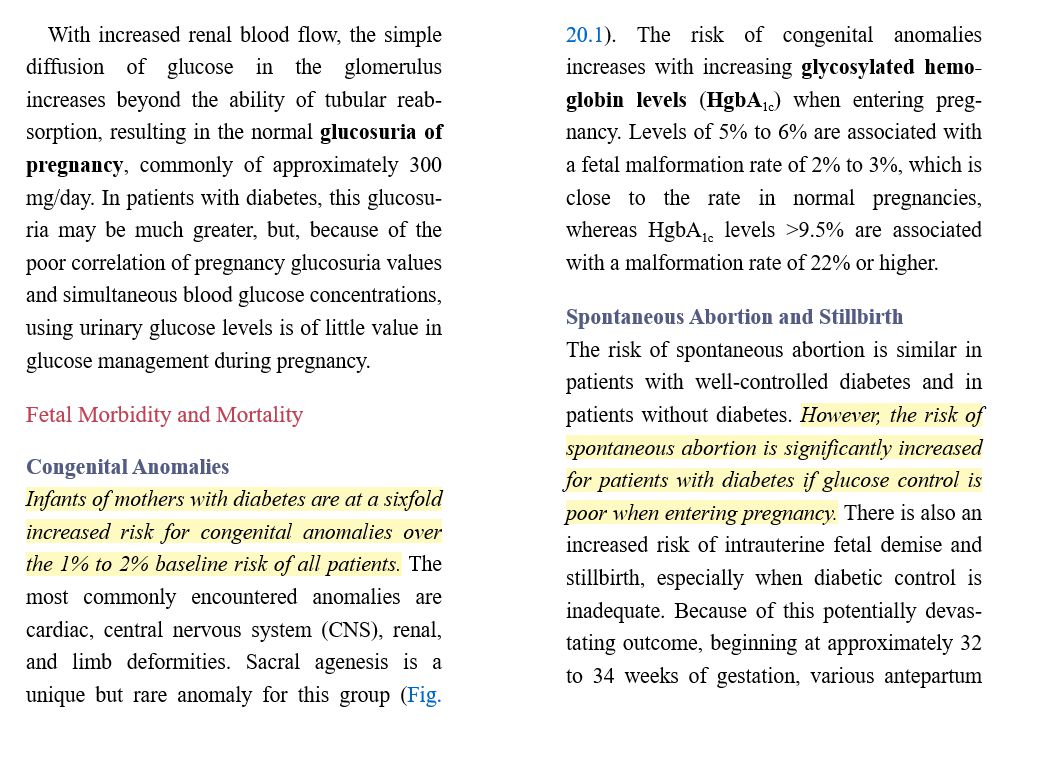 With increased renal blood flow, the simple
diffusion of glucose in the glomerulus
increases beyond the ability of tubular reab-
sorption, resulting in the normal glucosuria of
pregnancy, commonly of approximately 300
mg/day. In patients with diabetes, this glucosu-
ria may be much greater, but, because of the
poor correlation of pregnancy glucosuria values
and simultaneous blood glucose concentrations,
using urinary glucose levels is of little value in
glucose management during pregnancy.
Fetal Morbidity and Mortality
Congenital Anomalies
Infants of mothers with diabetes are at a sixfold
increased risk for congenital anomalies over
the 1% to 2% baseline risk of all patients. The
most commonly encountered anomalies are
cardiac, central nervous system (CNS), renal,
and limb deformities. Sacral agenesis is a
unique but rare anomaly for this group (Fig.
20.1). The risk of congenital anomalies
increases with increasing glycosylated hemo-
globin levels (HgbA1c) when entering preg-
nancy. Levels of 5% to 6% are associated with
a fetal malformation rate of 2% to 3%, which is
close to the rate in normal pregnancies,
whereas HgbA1c levels >9.5% are associated
with a malformation rate of 22% or higher.
Spontaneous Abortion and Stillbirth
The risk of spontaneous abortion is similar in
patients with well-controlled diabetes and in
patients without diabetes. However, the risk of
spontaneous abortion is significantly increased
for patients with diabetes if glucose control is
poor when entering pregnancy. There is also an
increased risk of intrauterine fetal demise and
stillbirth, especially when diabetic control is
inadequate. Because of this potentially devas-
tating outcome, beginning at approximately 32
to 34 weeks of gestation, various antepartum